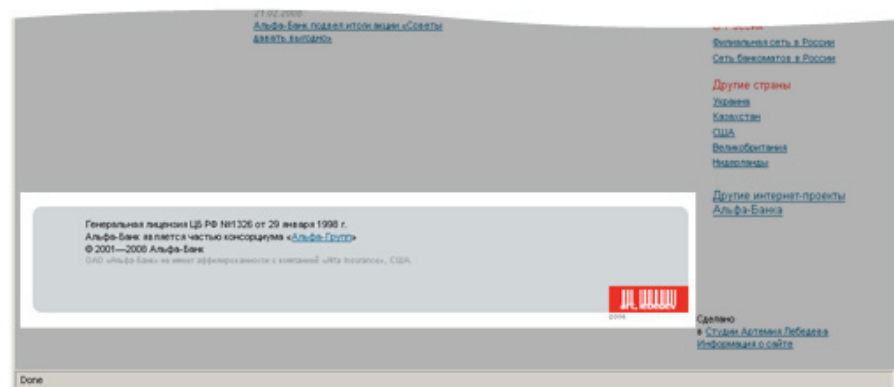 21.02.2008
Альфа-Банк подвел итоги акции «Советы
давать выгодно»
Филиальная сеть в России
Сеть банкоматов в России
Другие страны
Украина
Казахстан
США
Великобритания
Нидерланды
Другие интернет-проекты
Альфа-Банка
Генеральная лицензия ЦБ РФ №1326 от 29 января 1998 г.
Альфа-Банк является частью консорциума «Альфа-Групп»
© 2001—2008 Альфа-Банк
ОАО «Альфа-Банк» не имеет аффилированности с компанией «Alfa Insurance», США.
art. lebedev
2006
Сделано
в Студии Артемия Лебедева
Информация о сайте
Done